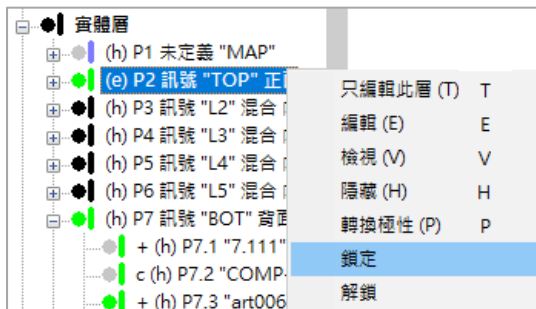 實體層
(h) P1 未定義 "MAP"
(e) P2 訊號 "TOP" 正
(h) P3 訊號 "L2" 混合
(h) P4 訊號 "L3" 混合
(h) P5 訊號 "L4" 混合
(h) P6 訊號 "L5" 混合
(h) P7 訊號 "BOT" 背面
+ (h) P7.1 "7.111"
c (h) P7.2 "COMP-
+ (h) P7.3 "art006
只編輯此層 (T) T
編輯 (E) E
檢視 (V) V
隱藏 (H) H
轉換極性 (P) P
鎖定
解鎖